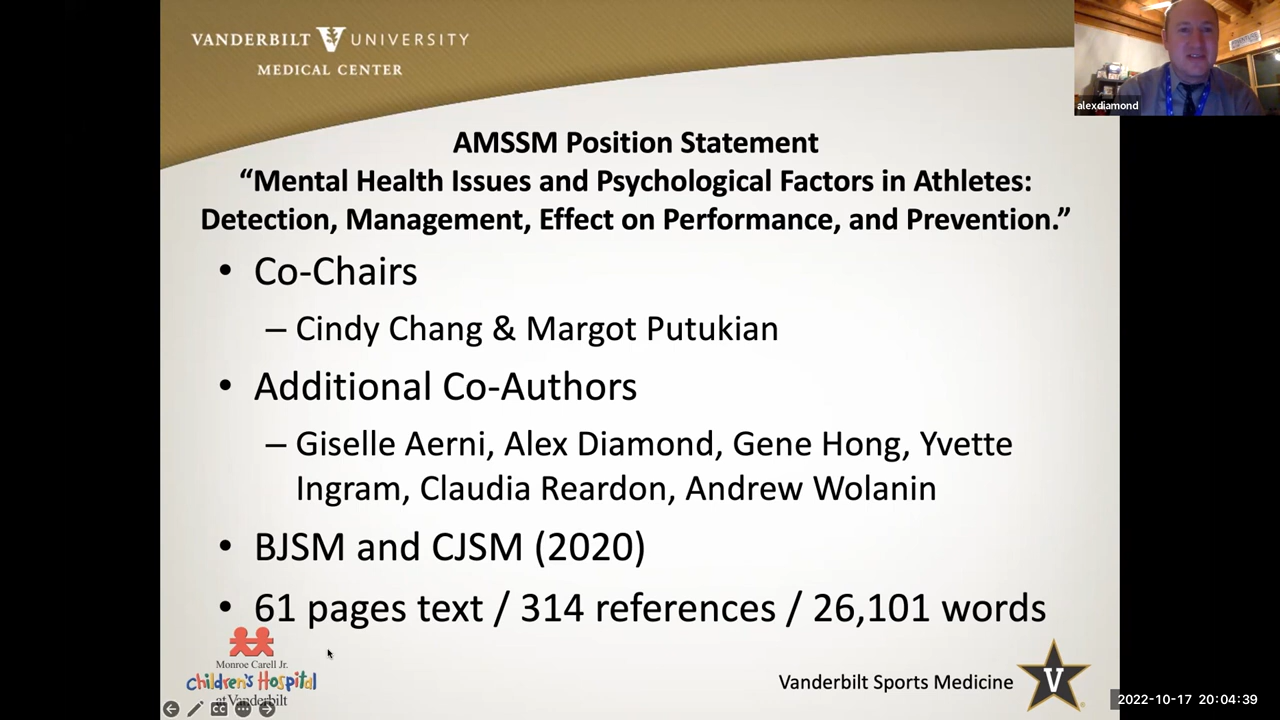 VANDERBILT V UNIVERSITY
MEDICAL CENTER
alexdiamond
AMSSM Position Statement
“Mental Health Issues and Psychological Factors in Athletes:
Detection, Management, Effect on Performance, and Prevention.”
• Co-Chairs
– Cindy Chang & Margot Putukian
• Additional Co-Authors
– Giselle Aerni, Alex Diamond, Gene Hong, Yvette
Ingram, Claudia Reardon, Andrew Wolanin
• BJSM and CJSM (2020)
• 61 pages text / 314 references / 26,101 words
Monroe Carell Jr.
Children's Hospital
at Vanderbilt
CC
Vanderbilt Sports Medicine
V
2022-10-17 20:04:39